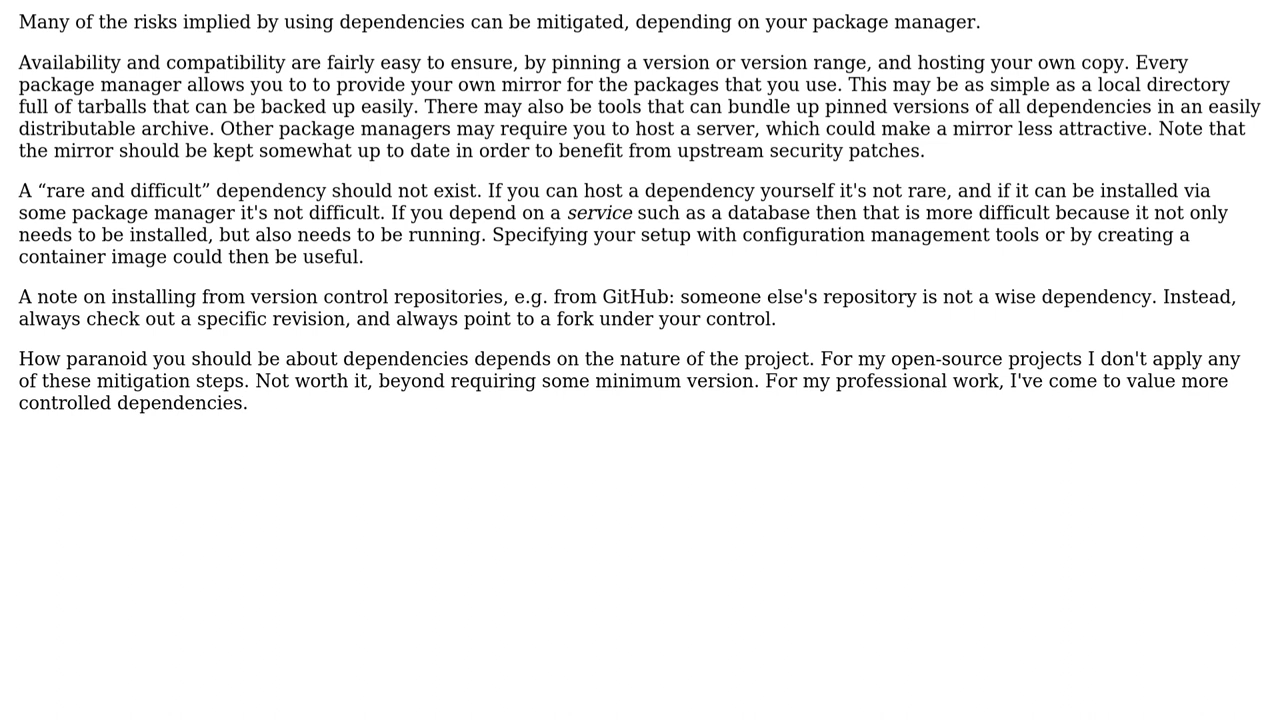 Many of the risks implied by using dependencies can be mitigated, depending on your package manager.
Availability and compatibility are fairly easy to ensure, by pinning a version or version range, and hosting your own copy. Every
package manager allows you to to provide your own mirror for the packages that you use. This may be as simple as a local directory
full of tarballs that can be backed up easily. There may also be tools that can bundle up pinned versions of all dependencies in an easily
distributable archive. Other package managers may require you to host a server, which could make a mirror less attractive. Note that
the mirror should be kept somewhat up to date in order to benefit from upstream security patches.
A “rare and difficult” dependency should not exist. If you can host a dependency yourself it's not rare, and if it can be installed via
some package manager it's not difficult. If you depend on a service such as a database then that is more difficult because it not only
needs to be installed, but also needs to be running. Specifying your setup with configuration management tools or by creating a
container image could then be useful.
A note on installing from version control repositories, e.g. from GitHub: someone else's repository is not a wise dependency. Instead,
always check out a specific revision, and always point to a fork under your control.
How paranoid you should be about dependencies depends on the nature of the project. For my open-source projects I don't apply any
of these mitigation steps. Not worth it, beyond requiring some minimum version. For my professional work, I've come to value more
controlled dependencies.